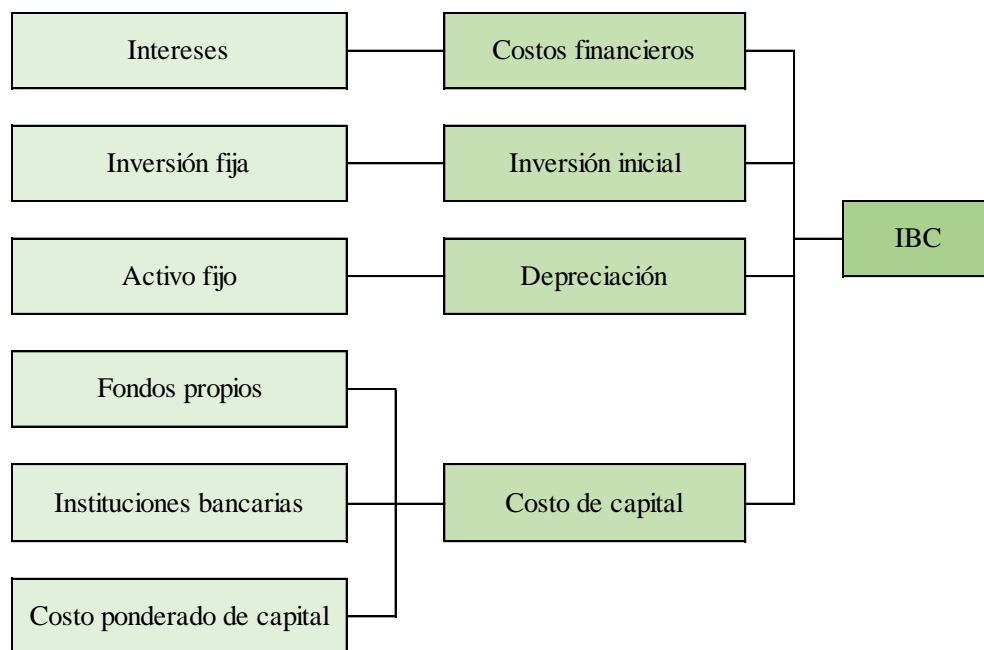 Intereses
Costos financieros
Inversión fija
Inversión inicial
IBC
Activo fijo
Depreciación
Fondos propios
Instituciones bancarias
Costo de capital
Costo ponderado de capital